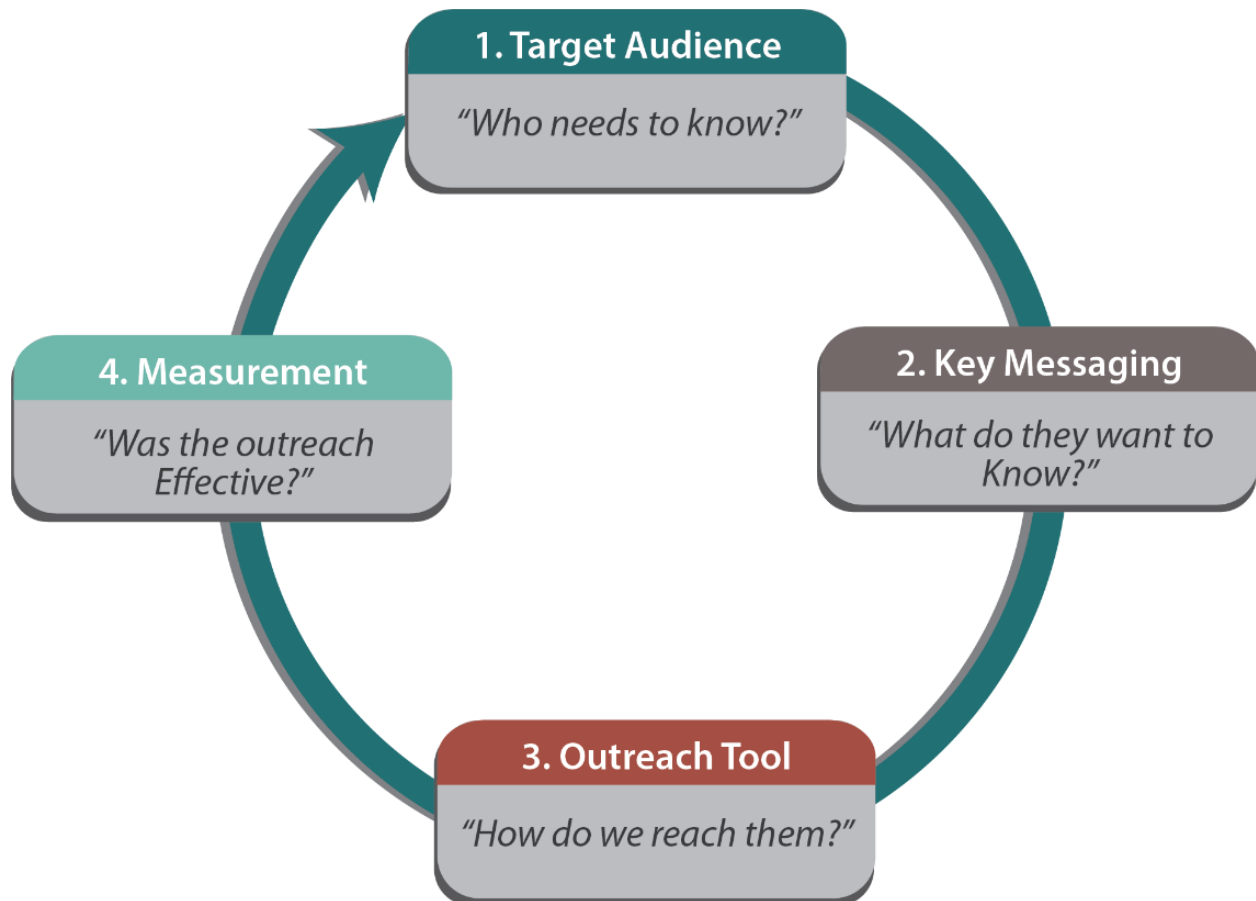 1. Target Audience
“Who needs to know?”
2. Key Messaging
“What do they want to
Know?”
3. Outreach Tool
“How do we reach them?”
4. Measurement
“Was the outreach
Effective?”